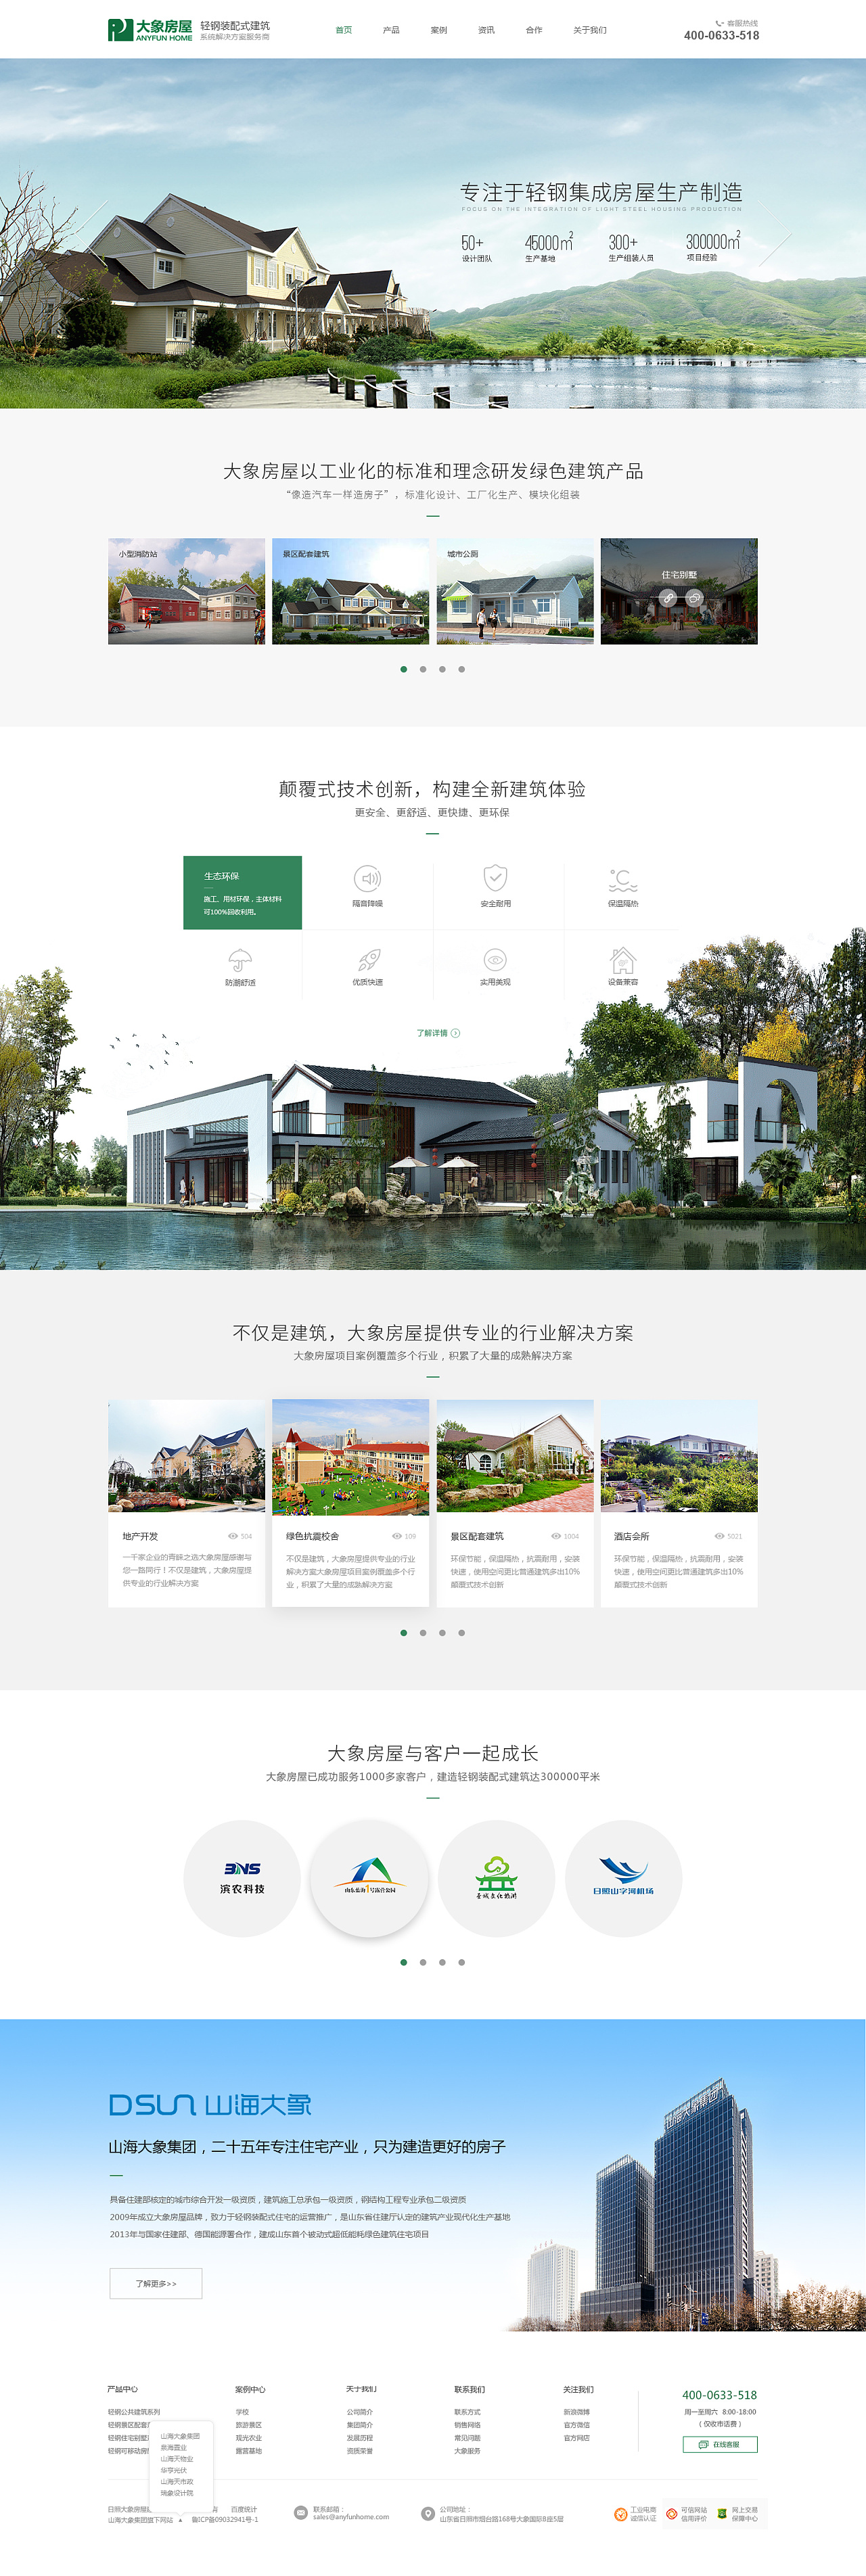 大象房屋
ANYFUN HOME
轻钢装配式建筑
系统解决方案服务商
首页
产品
案例
资讯
合作
关于我们
客服热线
400-0633-518
专注于轻钢集成房屋生产制造
FOCUS ON THE INTEGRATION OF LIGHT STEEL HOUSING PRODUCTION
50+
设计团队
45000㎡
生产基地
300+
生产组装人员
300000㎡
项目经验
大象房屋以工业化的标准和理念研发绿色建筑产品
“像造汽车一样造房子”，标准化设计、工厂化生产、模块化组装
小型消防站
景区配套建筑
城市公厕
住宅别墅
颠覆式技术创新，构建全新建筑体验
更安全、更舒适、更快捷、更环保
生态环保
施工、用材环保，主体材料
可100%回收利用。
隔音降噪
安全耐用
保温隔热
防潮舒适
优质快速
实用美观
设备兼容
了解详情
不仅是建筑，大象房屋提供专业的行业解决方案
大象房屋项目案例覆盖多个行业，积累了大量的成熟解决方案
地产开发
504
一千家企业的青睐之选大象房屋感谢与
您一路同行！不仅是建筑，大象房屋提
供专业的行业解决方案
绿色抗震校舍
109
不仅是建筑，大象房屋提供专业的行业
解决方案大象房屋项目案例覆盖多个行
业，积累了大量的成熟解决方案
景区配套建筑
1004
环保节能，保温隔热，抗震耐用，安装
快速，使用空间更比普通建筑多出10%
颠覆式技术创新
酒店会所
5021
环保节能，保温隔热，抗震耐用，安装
快速，使用空间更比普通建筑多出10%
颠覆式技术创新
大象房屋与客户一起成长
大象房屋已成功服务1000多家客户，建造轻钢装配式建筑达300000平米
BNS
滨农科技
日照山字河机场
DSUN 山海大象
山海大象集团
山海大象集团，二十五年专注住宅产业，只为建造更好的房子
具备住建部核定的城市综合开发一级资质，建筑施工总承包一级资质，钢结构工程专业承包二级资质
2009年成立大象房屋品牌，致力于轻钢装配式住宅的运营推广，是山东省住建厅认定的建筑产业现代化生产基地
2013年与国家住建部、德国能源署合作，建成山东首个被动式超低能耗绿色建筑住宅项目
了解更多>>
产品中心
轻钢公共建筑系列
轻钢景区配套
轻钢住宅别墅
轻钢可移动房
案例中心
学校
旅游景区
观光农业
露营基地
关于我们
公司简介
集团简介
发展历程
资质荣誉
联系我们
联系方式
销售网络
常见问题
大象服务
关注我们
新浪微博
官方微信
官方网店
400-0633-518
周一至周六 8:00-18:00
（仅收市话费）
在线客服
山海大象集团
鼎海置业
山海天物业
华孚光伏
山海天市政
瑞象设计院
日照大象房屋
百度统计
山海大象集团旗下网站
鲁ICP备09032941号-1
联系邮箱：
sales@anyfunhome.com
公司地址：
山东省日照市烟台路168号大象国际8座5层
工业电商
诚信认证
可信网站
信用评价
网上交易
保障中心